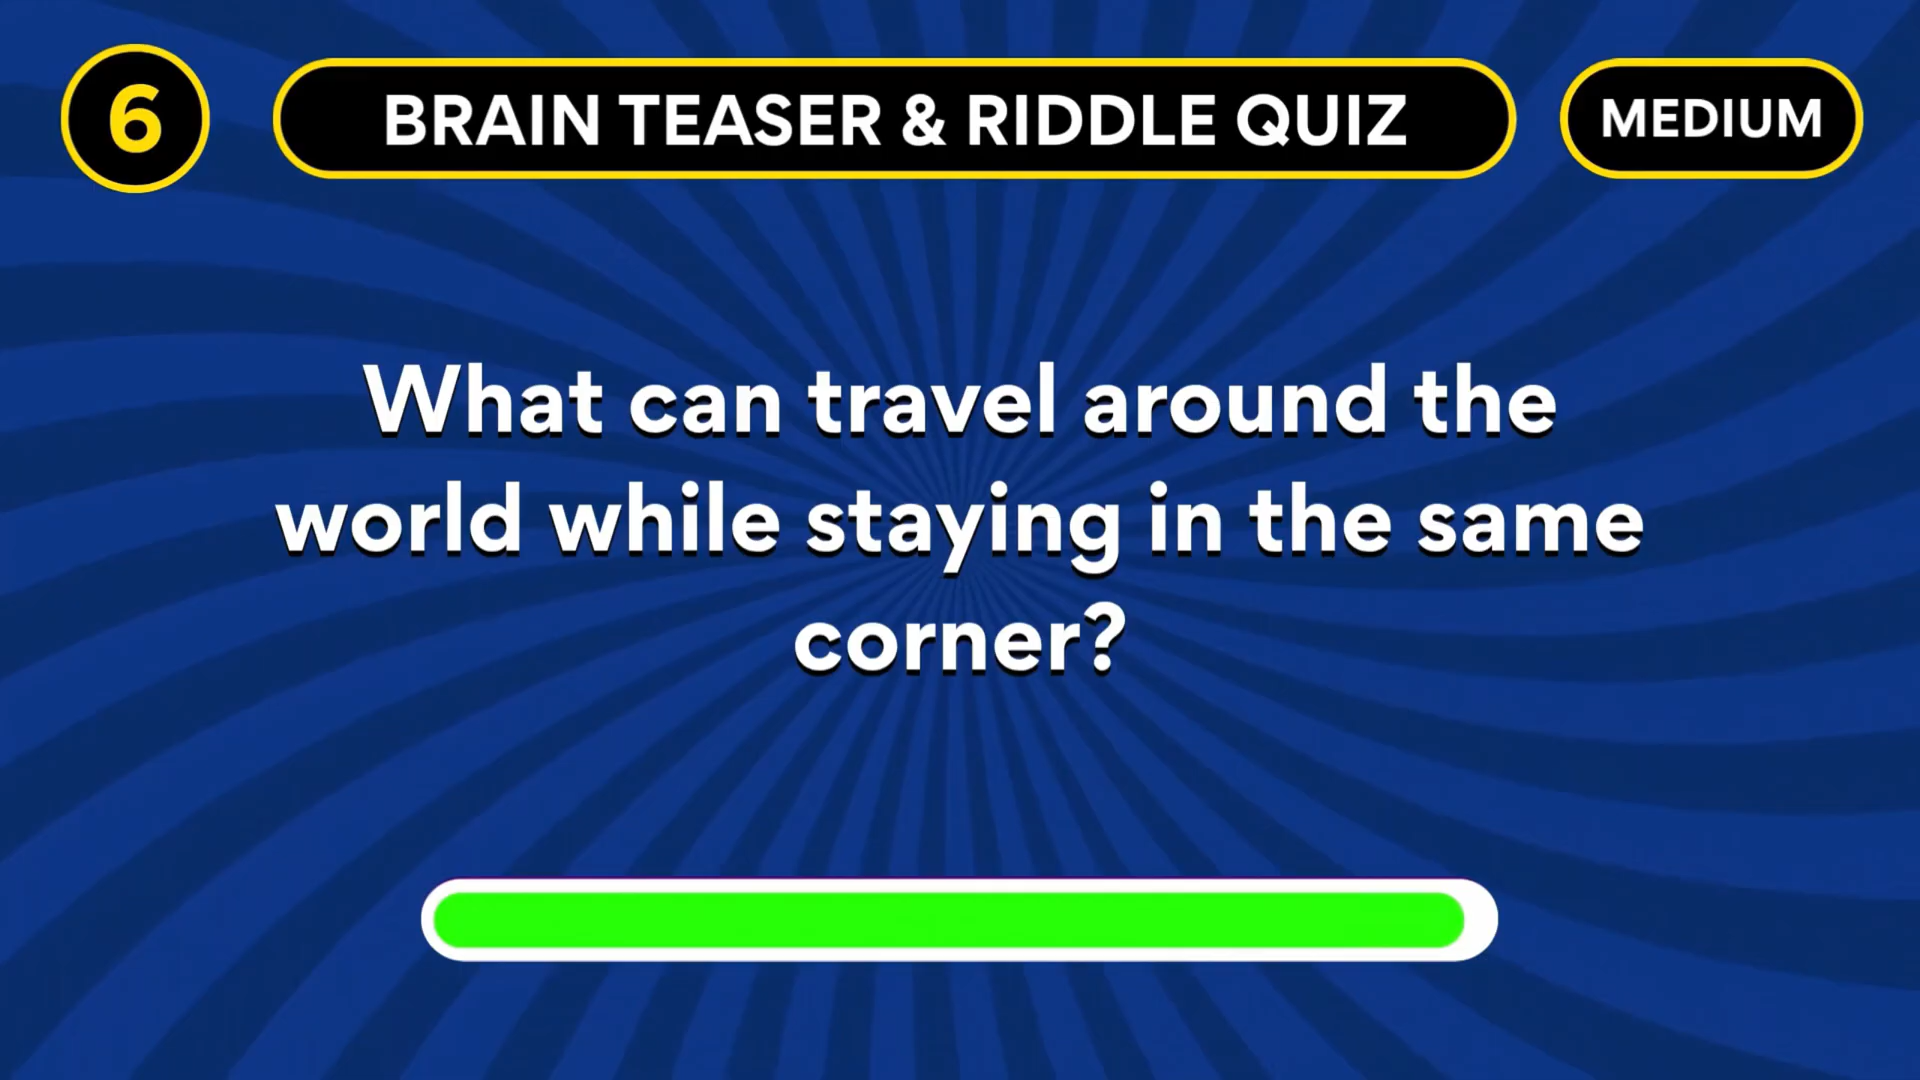 6
BRAIN TEASER & RIDDLE QUIZ
MEDIUM
What can travel around the
world while staying in the same
corner?